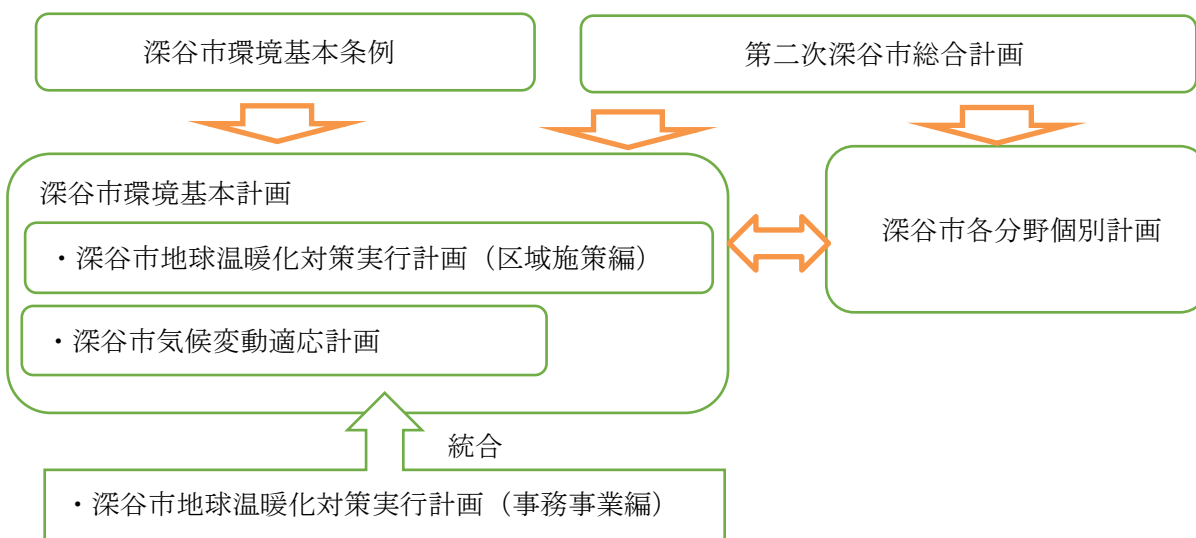 深谷市環境基本条例
第二次深谷市総合計画
深谷市環境基本計画
・深谷市地球温暖化対策実行計画（区域施策編）
・深谷市気候変動適応計画
深谷市各分野個別計画
統合
・深谷市地球温暖化対策実行計画（事務事業編）